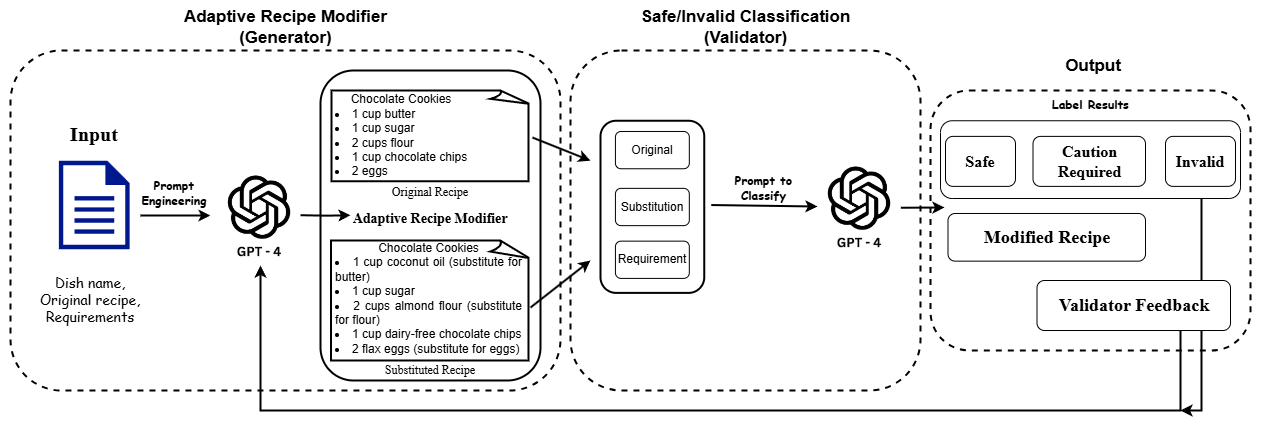 Adaptive Recipe Modifier
(Generator)
Safe/Invalid Classification
(Validator)
Output
Input
Prompt
Engineering
GPT - 4
Dish name,
Original recipe,
Requirements
Chocolate Cookies
• 1 cup butter
• 1 cup sugar
• 2 cups flour
• 1 cup chocolate chips
• 2 eggs
Original Recipe
Adaptive Recipe Modifier
Chocolate Cookies
• 1 cup coconut oil (substitute for
butter)
• 1 cup sugar
• 2 cups almond flour (substitute
for flour)
• 1 cup dairy-free chocolate chips
• 2 flax eggs (substitute for eggs)
Substituted Recipe
Original
Substitution
Requirement
Prompt to
Classify
GPT - 4
Label Results
Safe
Caution
Required
Invalid
Modified Recipe
Validator Feedback